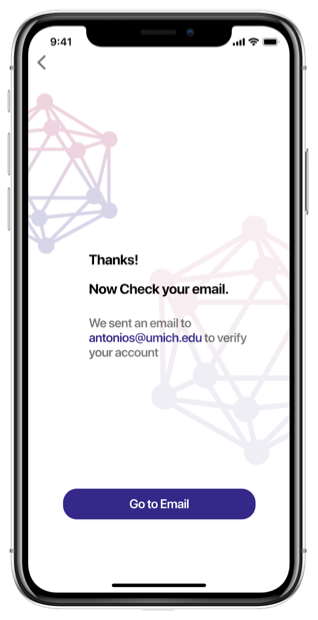 9:41
Thanks!
Now Check your email.
We sent an email to
antonios@umich.edu to verify
your account
Go to Email